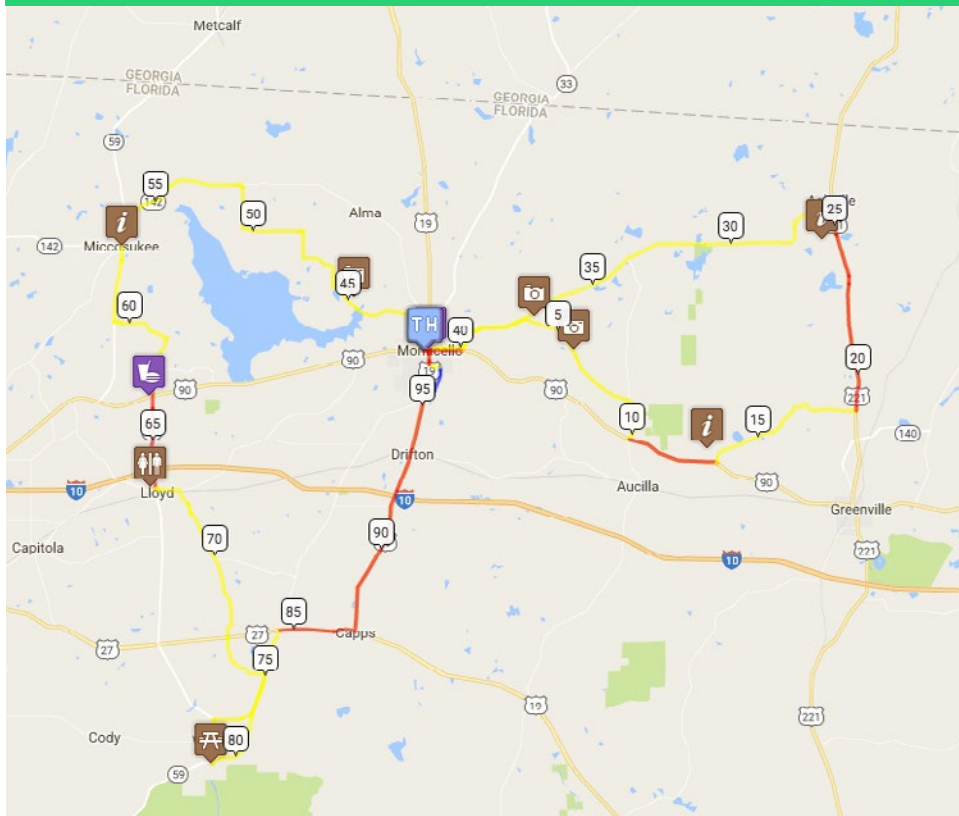 Metcalf
GEORGIA
FLORIDA
33
GEORGIA
FLORIDA
59
55
142
50
Alma
19
25
142
Miccosukee
45
35
30
60
TH
5
40
Monticello
90
19
20
90
95
90
221
65
10
15
140
Drifton
10
Lloyd
10
Aucilla
90
Greenville
Capitola
70
90
221
10
85
27
Capps
27
75
19
221
Cody
80
59